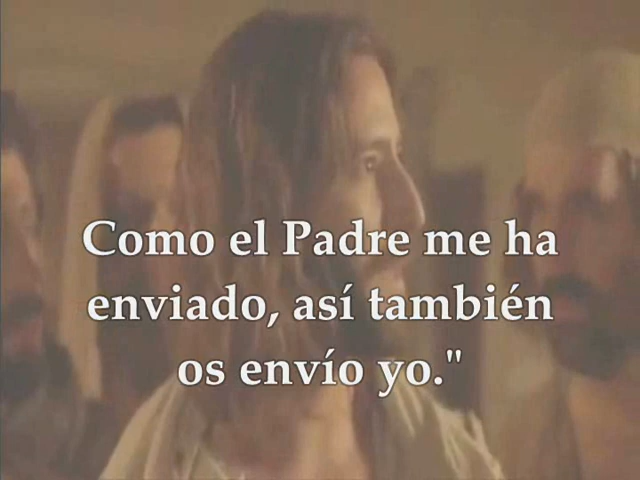 Como el Padre me ha
enviado, así también
os envío yo."